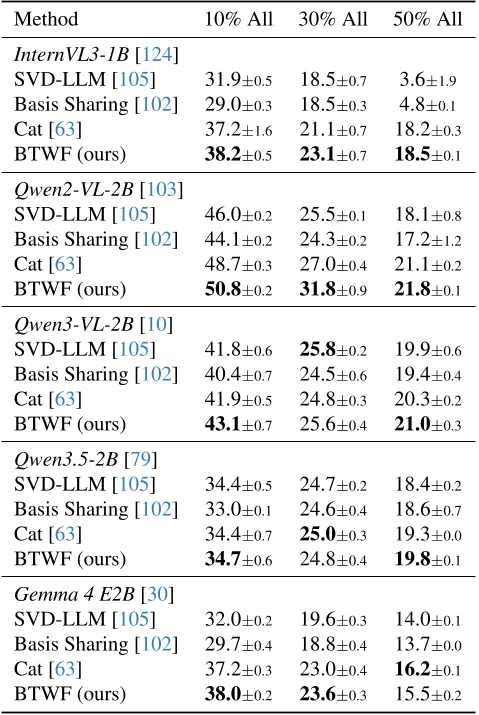 Method 10% All 30% All 50% All
InternVL3-1B [124]
SVD-LLM [105] 31.9±0.5 18.5±0.7 3.6±1.9
Basis Sharing [102] 29.0±0.3 18.5±0.3 4.8±0.1
Cat [63] 37.2±1.6 21.1±0.7 18.2±0.3
BTWF (ours) 38.2±0.5 23.1±0.7 18.5±0.1
Qwen2-VL-2B [103]
SVD-LLM [105] 46.0±0.2 25.5±0.1 18.1±0.8
Basis Sharing [102] 44.1±0.2 24.3±0.2 17.2±1.2
Cat [63] 48.7±0.3 27.0±0.4 21.1±0.2
BTWF (ours) 50.8±0.2 31.8±0.9 21.8±0.1
Qwen3-VL-2B [10]
SVD-LLM [105] 41.8±0.6 25.8±0.2 19.9±0.6
Basis Sharing [102] 40.4±0.7 24.5±0.6 19.4±0.4
Cat [63] 41.9±0.5 24.8±0.3 20.3±0.2
BTWF (ours) 43.1±0.7 25.6±0.4 21.0±0.3
Qwen3.5-2B [79]
SVD-LLM [105] 34.4±0.5 24.7±0.2 18.4±0.2
Basis Sharing [102] 33.0±0.1 24.6±0.4 18.6±0.7
Cat [63] 34.4±0.7 25.0±0.3 19.3±0.0
BTWF (ours) 34.7±0.6 24.8±0.4 19.8±0.1
Gemma 4 E2B [30]
SVD-LLM [105] 32.0±0.2 19.6±0.3 14.0±0.1
Basis Sharing [102] 29.7±0.4 18.8±0.4 13.7±0.0
Cat [63] 37.2±0.3 23.0±0.4 16.2±0.1
BTWF (ours) 38.0±0.2 23.6±0.3 15.5±0.2